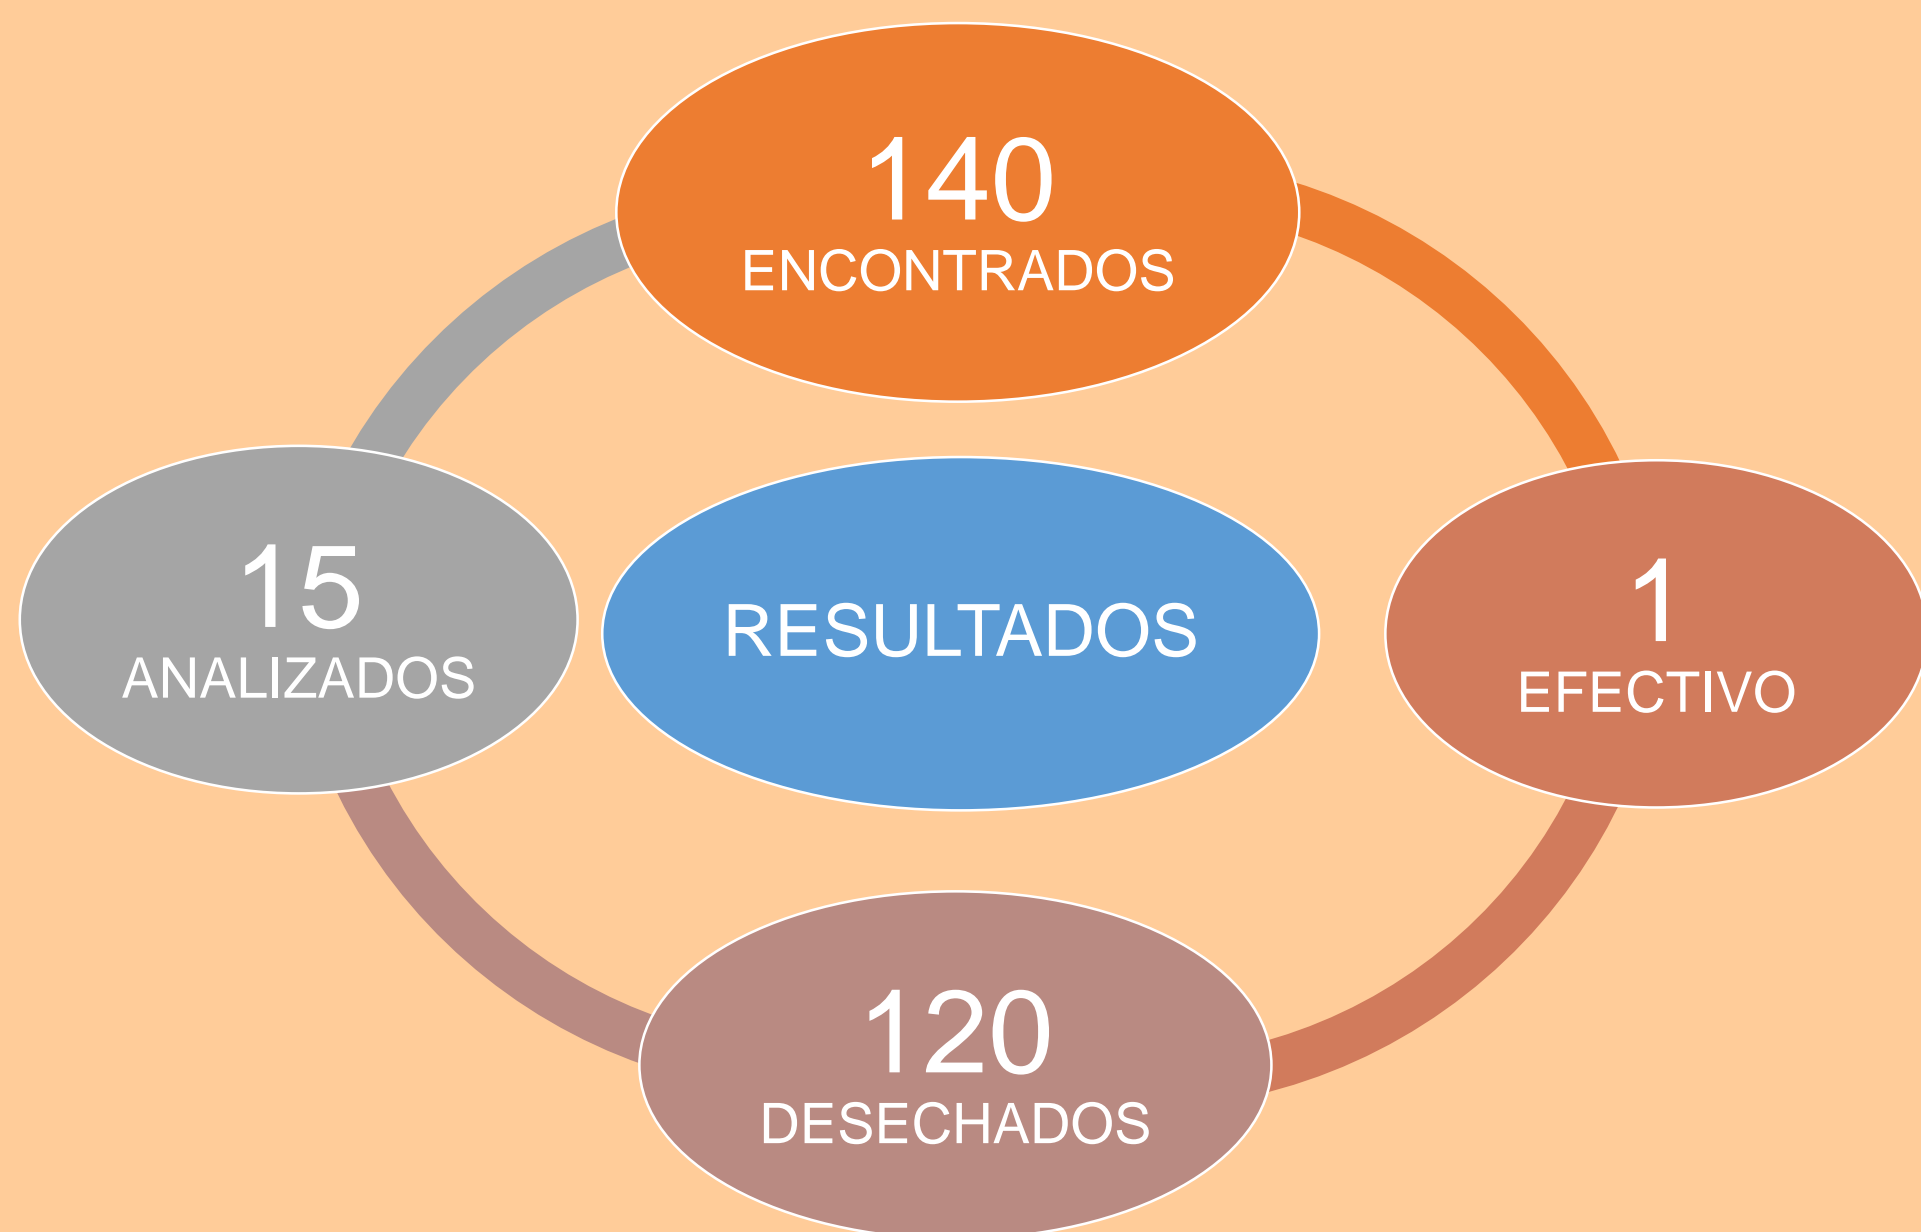 140
ENCONTRADOS
15
ANALIZADOS
RESULTADOS
1
EFECTIVO
120
DESECHADOS